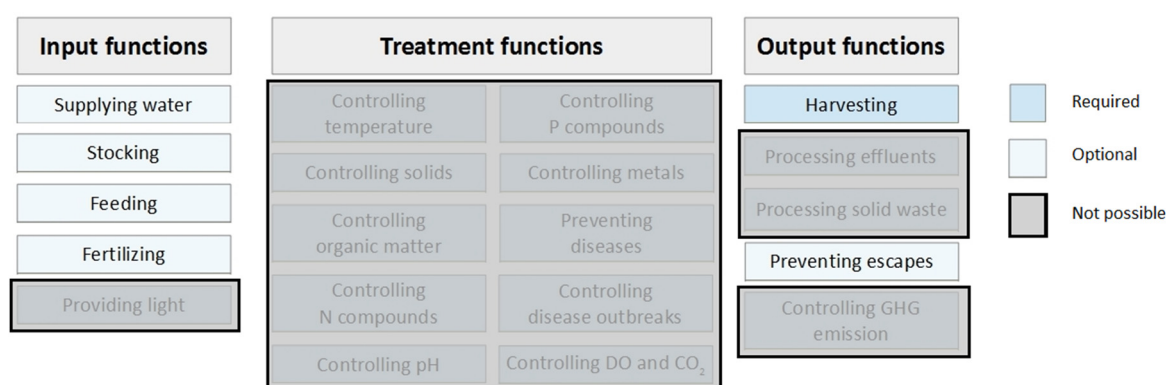 Input functions
Supplying water
Stocking
Feeding
Fertilizing
Providing light
Treatment functions
Controlling
temperature
Controlling
P compounds
Controlling solids
Controlling metals
Controlling
organic matter
Preventing
diseases
Controlling
N compounds
Controlling
disease outbreaks
Controlling pH
Controlling DO and CO₂
Output functions
Harvesting
Processing effluents
Processing solid waste
Preventing escapes
Controlling GHG
emission
Required
Optional
Not possible